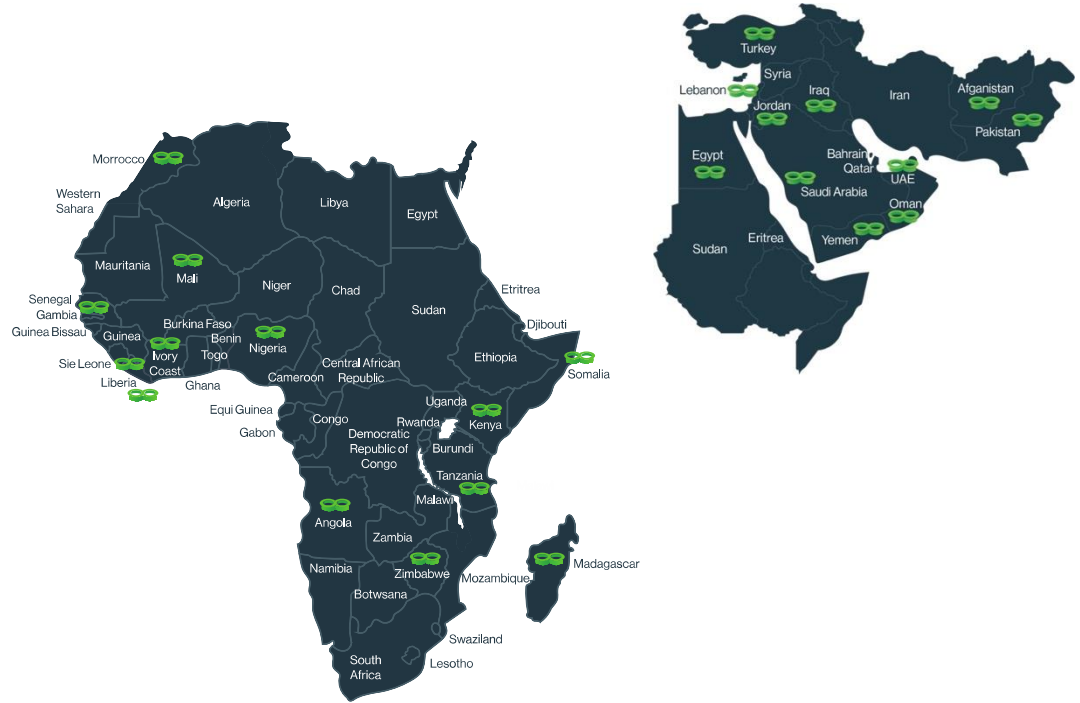 Turkey
Syria
Lebanon
Iraq
Iran
Afganistan
Jordan
Pakistan
Egypt
Bahrain
Qatar
UAE
Saudi Arabia
Oman
Yemen
Sudan
Eritrea
Morrocco
Western
Sahara
Algeria
Libya
Egypt
Mauritania
Mali
Niger
Chad
Sudan
Etritrea
Senegal
Gambia
Guinea Bissau
Guinea
Burkina Faso
Benin
Togo
Nigeria
Djibouti
Sie Leone
Ivory
Coast
Liberia
Ghana
Cameroon
Central African
Republic
Ethiopia
Somalia
Equi Guinea
Gabon
Congo
Uganda
Rwanda
Kenya
Democratic
Republic of
Congo
Burundi
Tanzania
Malawi
Angola
Zambia
Namibia
Zimbabwe
Mozambique
Madagascar
Botwsana
Swaziland
South
Africa
Lesotho